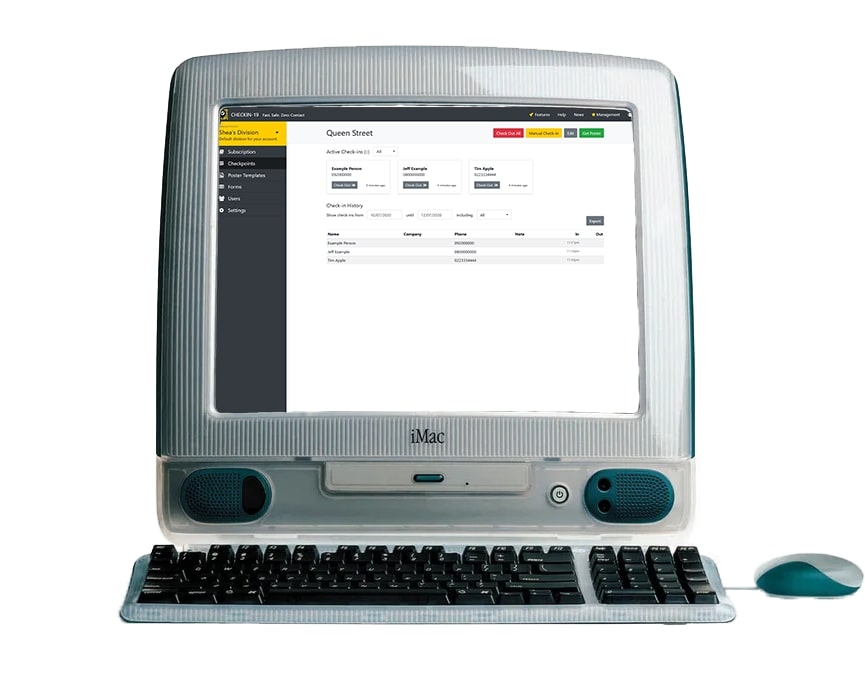 CHECKIN-19 Fast. Safe. Zero-Contact
Features Help News Management
Shea's Division
Default division for your account.
Subscription
Checkpoints
Poster Templates
Forms
Users
Settings
Queen Street
Check Out All Manual Check-In Edit Get Poster
Active Check-ins All
Example Person
Check Out
Jeff Example
0800000000
Check Out
Tim Apple
0223334444
Check Out
Check-in History
Show check-ins from until including All
Export
Name Company Phone Note In Out
Example Person
Jeff Example 0800000000
Tim Apple 0223334444
iMac